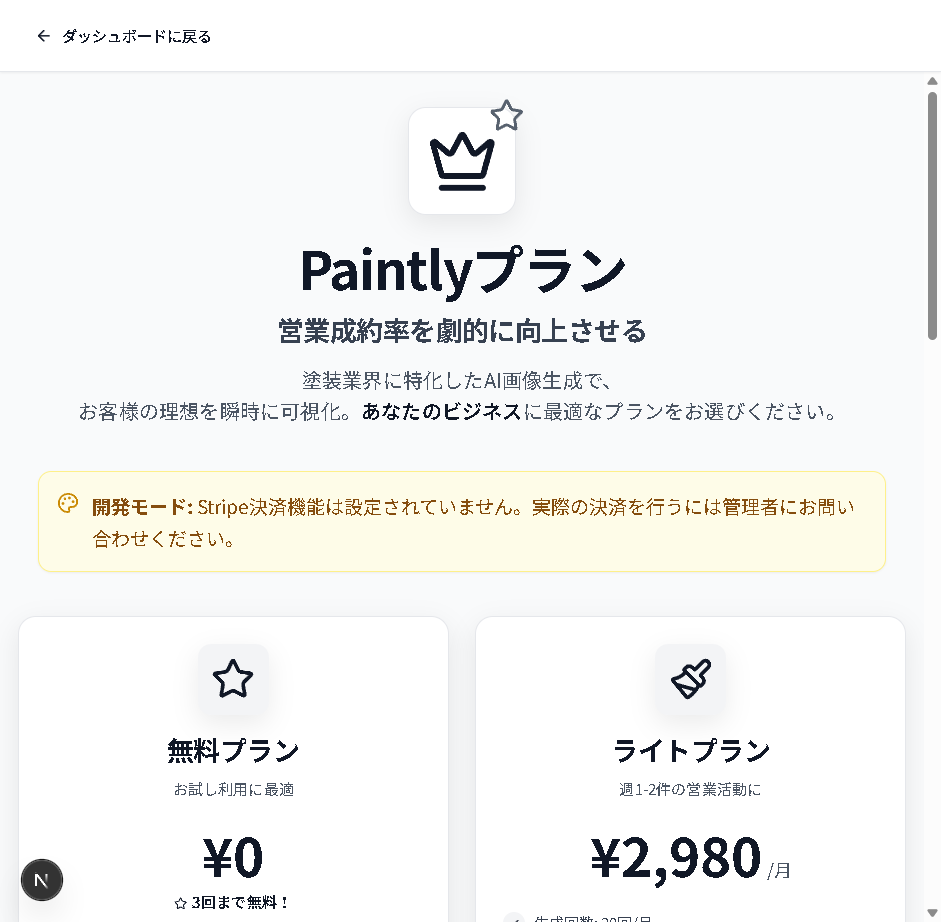 ダッシュボードに戻る
Paintlyプラン
営業成約率を劇的に向上させる
塗装業界に特化したAI画像生成で、
お客様の理想を瞬時に可視化。あなたのビジネスに最適なプランをお選びください。
開発モード: Stripe決済機能は設定されていません。実際の決済を行うには管理者にお問い
合わせください。
無料プラン
お試し利用に最適
¥0
3回まで無料！
ライトプラン
週1-2件の営業活動に
¥2,980 /月
生成回数: 30回/月
N